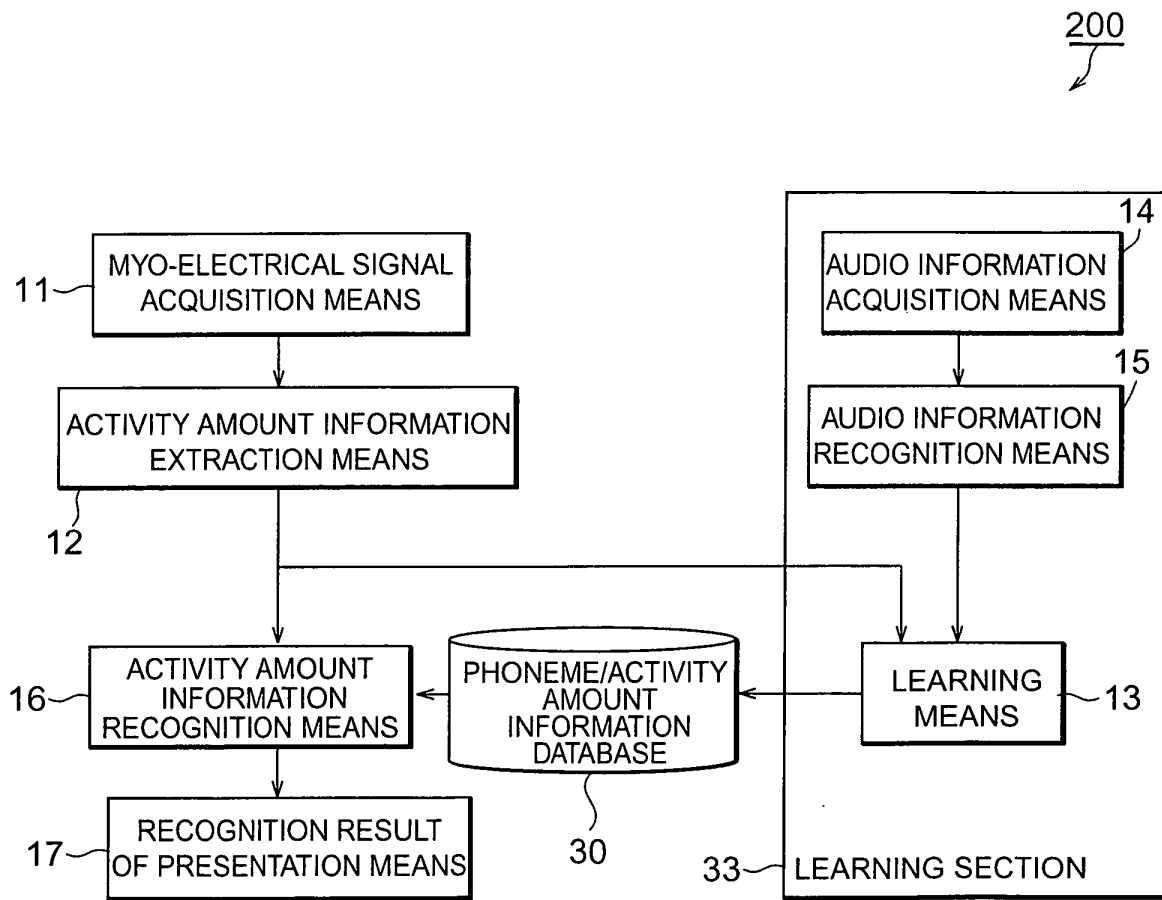 200
14
MYO-ELECTRICAL SIGNAL
ACQUISITION MEANS
11
AUDIO INFORMATION
ACQUISITION MEANS
15
ACTIVITY AMOUNT INFORMATION
EXTRACTION MEANS
12
AUDIO INFORMATION
RECOGNITION MEANS
ACTIVITY AMOUNT
INFORMATION
RECOGNITION MEANS
16
PHONEME/ACTIVITY
AMOUNT
INFORMATION
DATABASE
30
LEARNING
MEANS
13
RECOGNITION RESULT
OF PRESENTATION MEANS
17
33
LEARNING SECTION